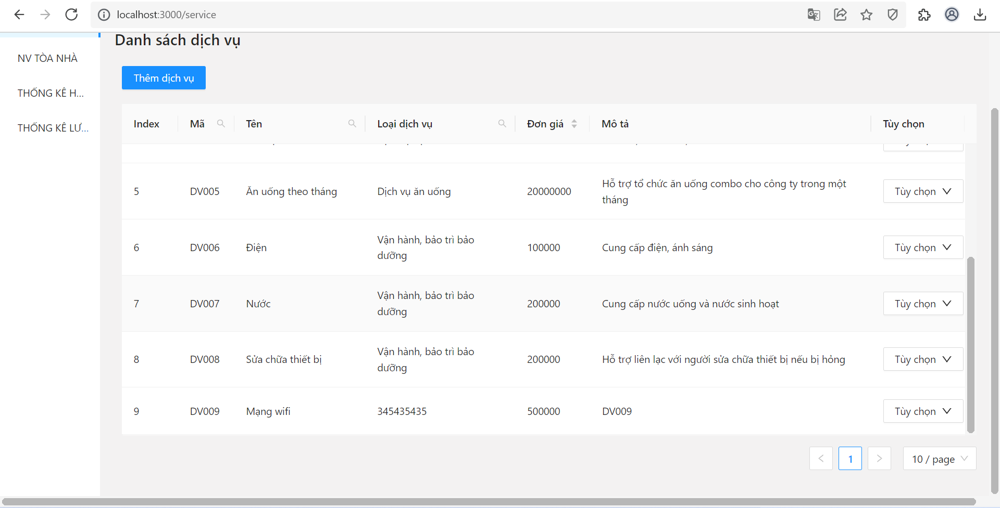 localhost:3000/service
Danh sách dịch vụ
NV TÒA NHÀ
THỐNG KÊ H...
THỐNG KÊ LƯ...
Thêm dịch vụ
Index Mã Tên Loại dịch vụ Đơn giá Mô tả Tùy chọn
5 DV005 Ăn uống theo tháng Dịch vụ ăn uống 20000000 Hỗ trợ tổ chức ăn uống combo cho công ty trong một
tháng
Tùy chọn
6 DV006 Điện Vận hành, bảo trì bảo
dưỡng
100000 Cung cấp điện, ánh sáng Tùy chọn
7 DV007 Nước Vận hành, bảo trì bảo
dưỡng
200000 Cung cấp nước uống và nước sinh hoạt Tùy chọn
8 DV008 Sửa chữa thiết bị Vận hành, bảo trì bảo
dưỡng
200000 Hỗ trợ liên lạc với người sửa chữa thiết bị nếu bị hỏng Tùy chọn
9 DV009 Mạng wifi 345435435 500000 DV009 Tùy chọn
1 10 / page